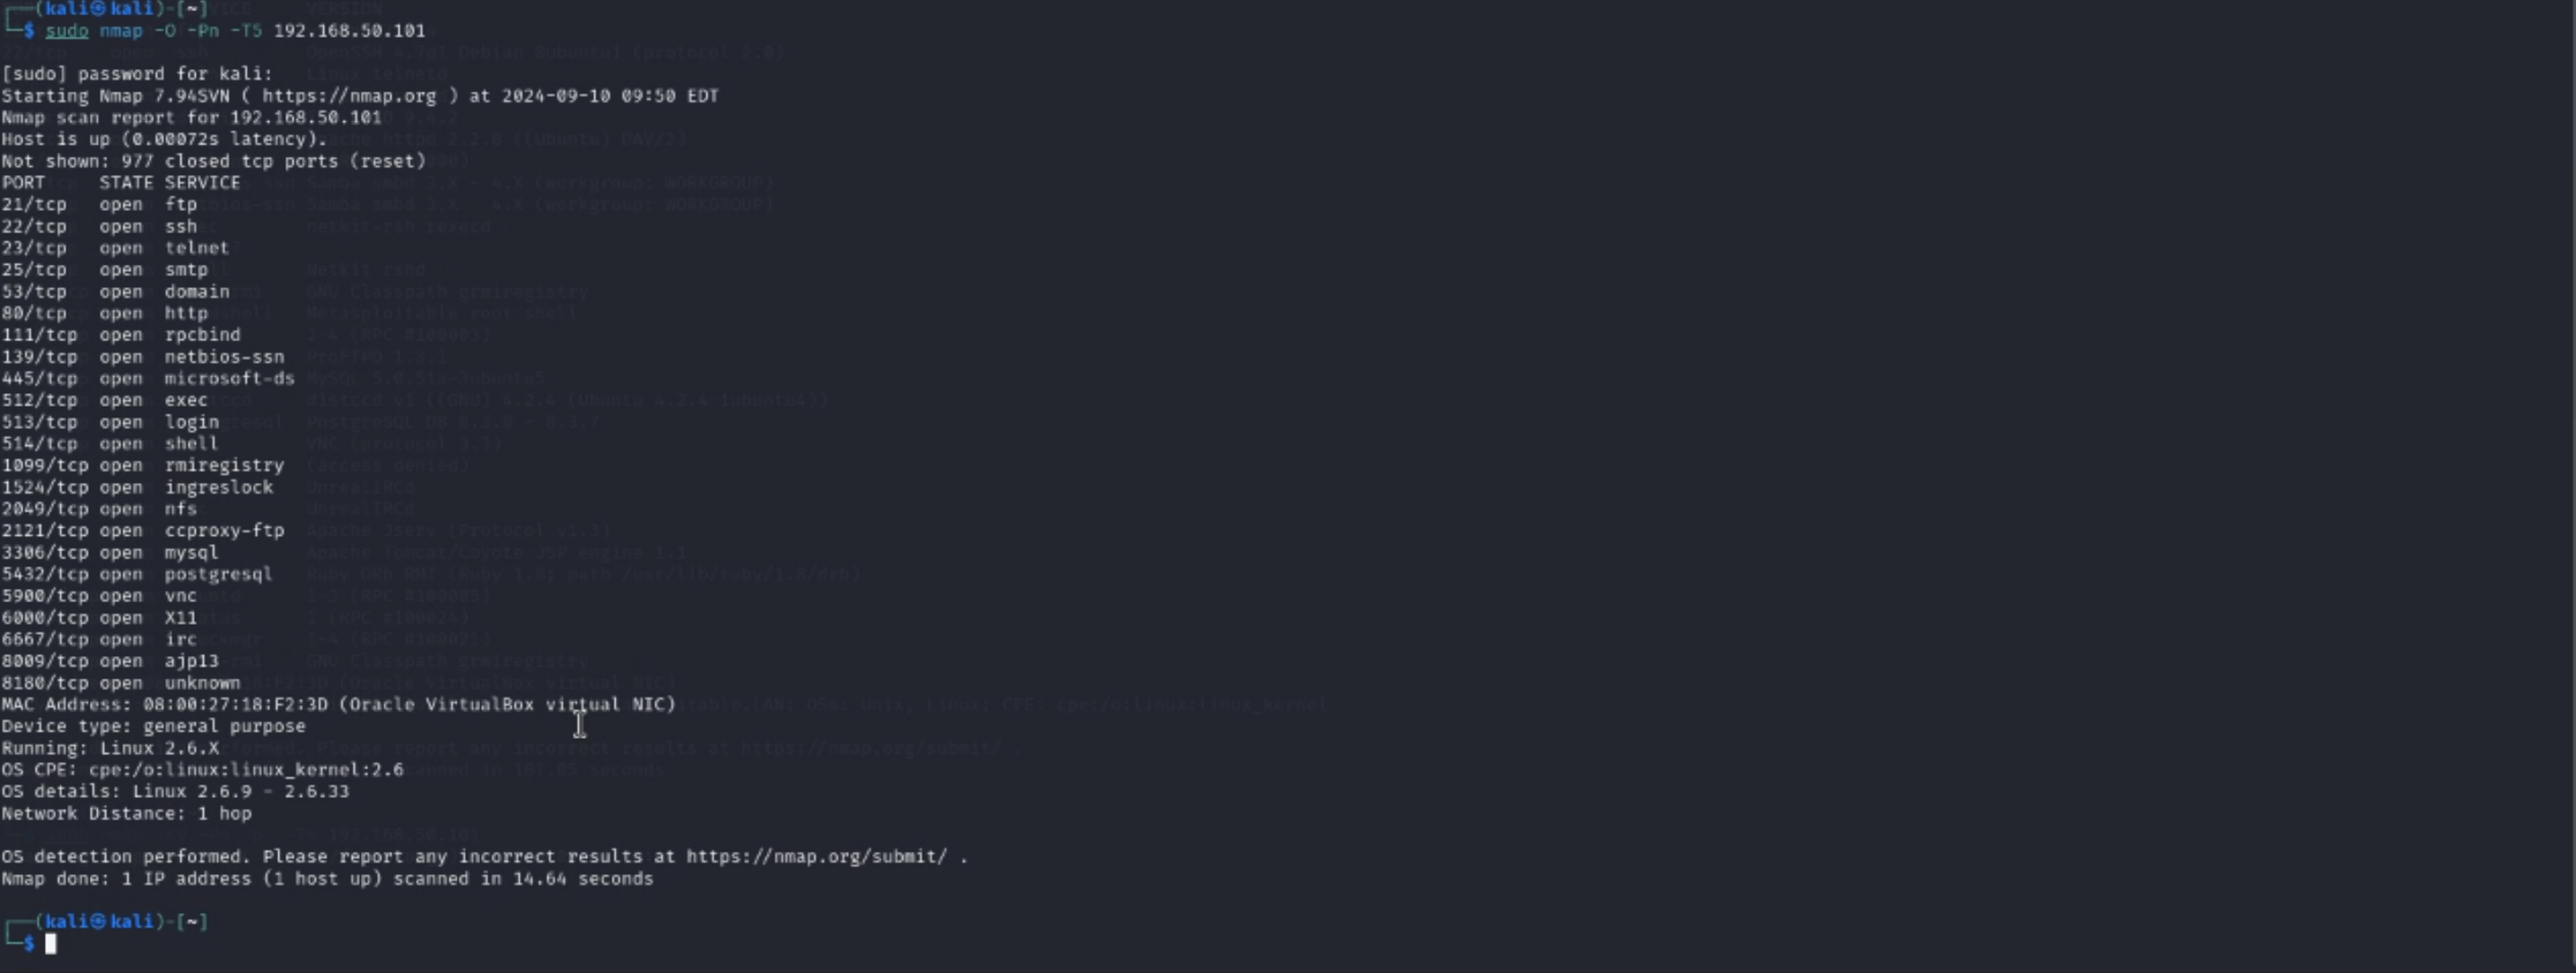 (kali㉿kali)-[~]
$ sudo nmap -O -Pn -T5 192.168.50.101
[sudo] password for kali:
Starting Nmap 7.94SVN ( https://nmap.org ) at 2024-09-10 09:50 EDT
Nmap scan report for 192.168.50.101
Host is up (0.00072s latency).
Not shown: 977 closed tcp ports (reset)
PORT     STATE SERVICE
21/tcp   open  ftp
22/tcp   open  ssh
23/tcp   open  telnet
25/tcp   open  smtp
53/tcp   open  domain
80/tcp   open  http
111/tcp  open  rpcbind
139/tcp  open  netbios-ssn
445/tcp  open  microsoft-ds
512/tcp  open  exec
513/tcp  open  login
514/tcp  open  shell
1099/tcp open  rmiregistry
1524/tcp open  ingreslock
2049/tcp open  nfs
2121/tcp open  ccproxy-ftp
3306/tcp open  mysql
5432/tcp open  postgresql
5900/tcp open  vnc
6000/tcp open  X11
6667/tcp open  irc
8009/tcp open  ajp13
8180/tcp open  unknown
MAC Address: 08:00:27:18:F2:3D (Oracle VirtualBox virtual NIC)
Device type: general purpose
Running: Linux 2.6.X
OS CPE: cpe:/o:linux:linux_kernel:2.6
OS details: Linux 2.6.9 - 2.6.33
Network Distance: 1 hop
OS detection performed. Please report any incorrect results at https://nmap.org/submit/ .
Nmap done: 1 IP address (1 host up) scanned in 14.64 seconds
(kali㉿kali)-[~]
$